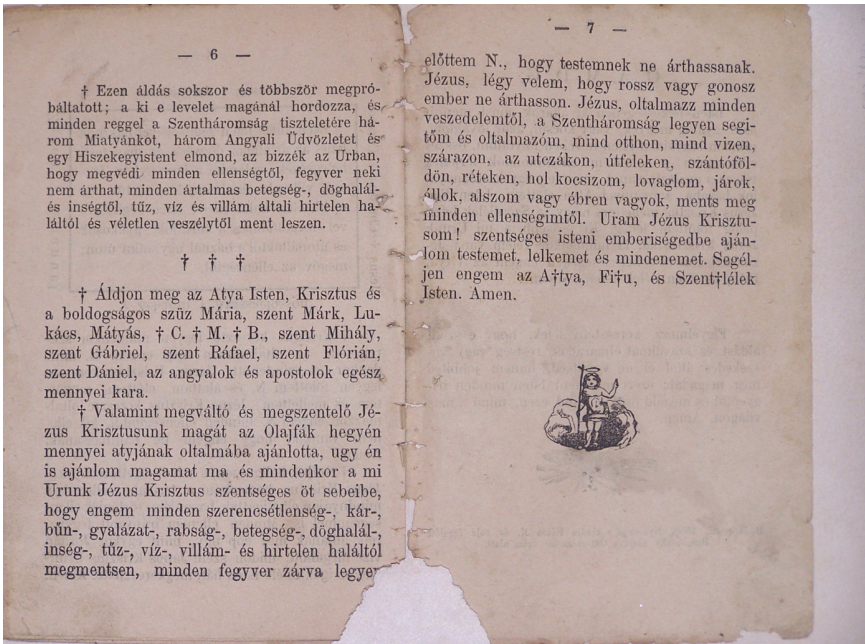 — 6 —
† Ezen áldás sokszor és többször megpró-
báltatott; a ki e levelet magánál hordozza, és
minden reggel a Szentháromság tiszteletére há-
rom Miatyánkot, három Angyali Üdvözletet és
egy Hiszekegyistent elmond, az bizzék az Urban,
hogy megvédi minden ellenségtől, fegyver neki
nem árthat, minden ártalmas betegség-, döghalál-
és inségtől, tűz, víz és villám általi hirtelen ha-
láltól és véletlen veszélytől ment leszen.
† † †
† Áldjon meg az Atya Isten, Krisztus és
a boldogságos szüz Mária, szent Márk, Lu-
kács, Mátyás, † C. † M. † B., szent Mihály,
szent Gábriel, szent Ráfael, szent Flórián,
szent Dániel, az angyalok és apostolok egész
mennyei kara.
† Valamint megváltó és megszentelő Jé-
zus Krisztusunk magát az Olajfák hegyén
mennyei atyjának oltalmába ajánlotta, ugy én
is ajánlom magamat ma és mindenkor a mi
Urunk Jézus Krisztus szentséges öt sebeibe,
hogy engem minden szerencsétlenség-, kár-,
bűn-, gyalázat-, rabság-, betegség-, döghalál-,
inség-, tűz-, víz-, villám- és hirtelen haláltól
megmentsen, minden fegyver zárva legyen
— 7 —
előttem N., hogy testemnek ne árthassanak.
Jézus, légy velem, hogy rossz vagy gonosz
ember ne árthasson. Jézus, oltalmazz minden
veszedelemtől, a Szentháromság legyen segi-
tőm és oltalmazóm, mind otthon, mind vizen,
szárazon, az utczákon, útfeleken, szántóföl-
dön, réteken, hol kocsizom, lovaglom, járok,
állok, alszom vagy ébren vagyok, ments meg
minden ellenségimtől. Uram Jézus Krisztu-
som! szentséges isteni emberiségedbe aján-
lom testemet, lelkemet és mindenemet. Segél-
jen engem az A†tya, Fi†u, és Szent†lélek
Isten. Amen.